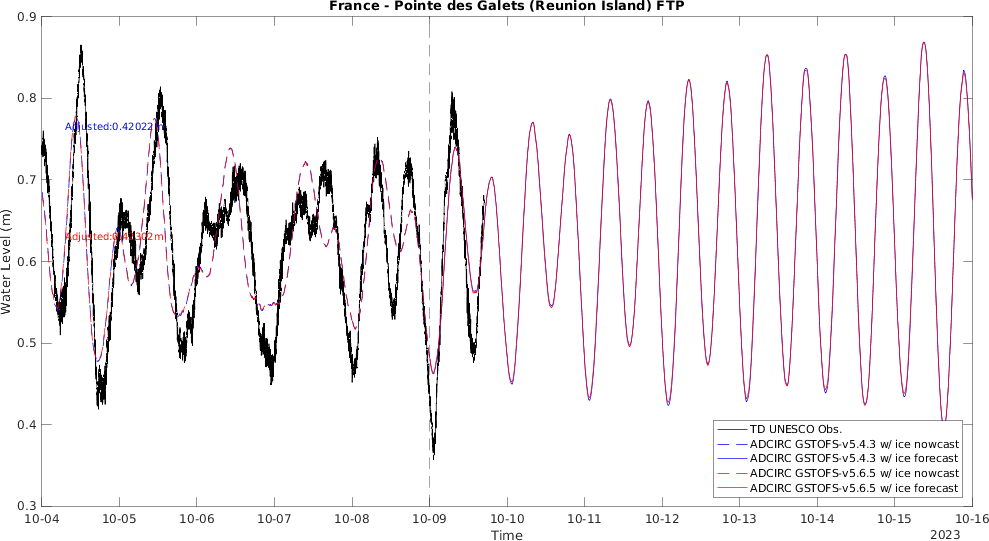 France - Pointe des Galets (Reunion Island) FTP
0.9
0.8
0.7
0.6
0.5
0.4
0.3
Water Level (m)
Adjusted:0.42022m
TD UNESCO Obs.
ADCIRC GSTOFS-v5.4.3 w/ ice nowcast
ADCIRC GSTOFS-v5.4.3 w/ ice forecast
ADCIRC GSTOFS-v5.6.5 w/ ice nowcast
ADCIRC GSTOFS-v5.6.5 w/ ice forecast
10-04 10-05 10-06 10-07 10-08 10-09 10-10 10-11 10-12 10-13 10-14 10-15 10-16
Time
2023